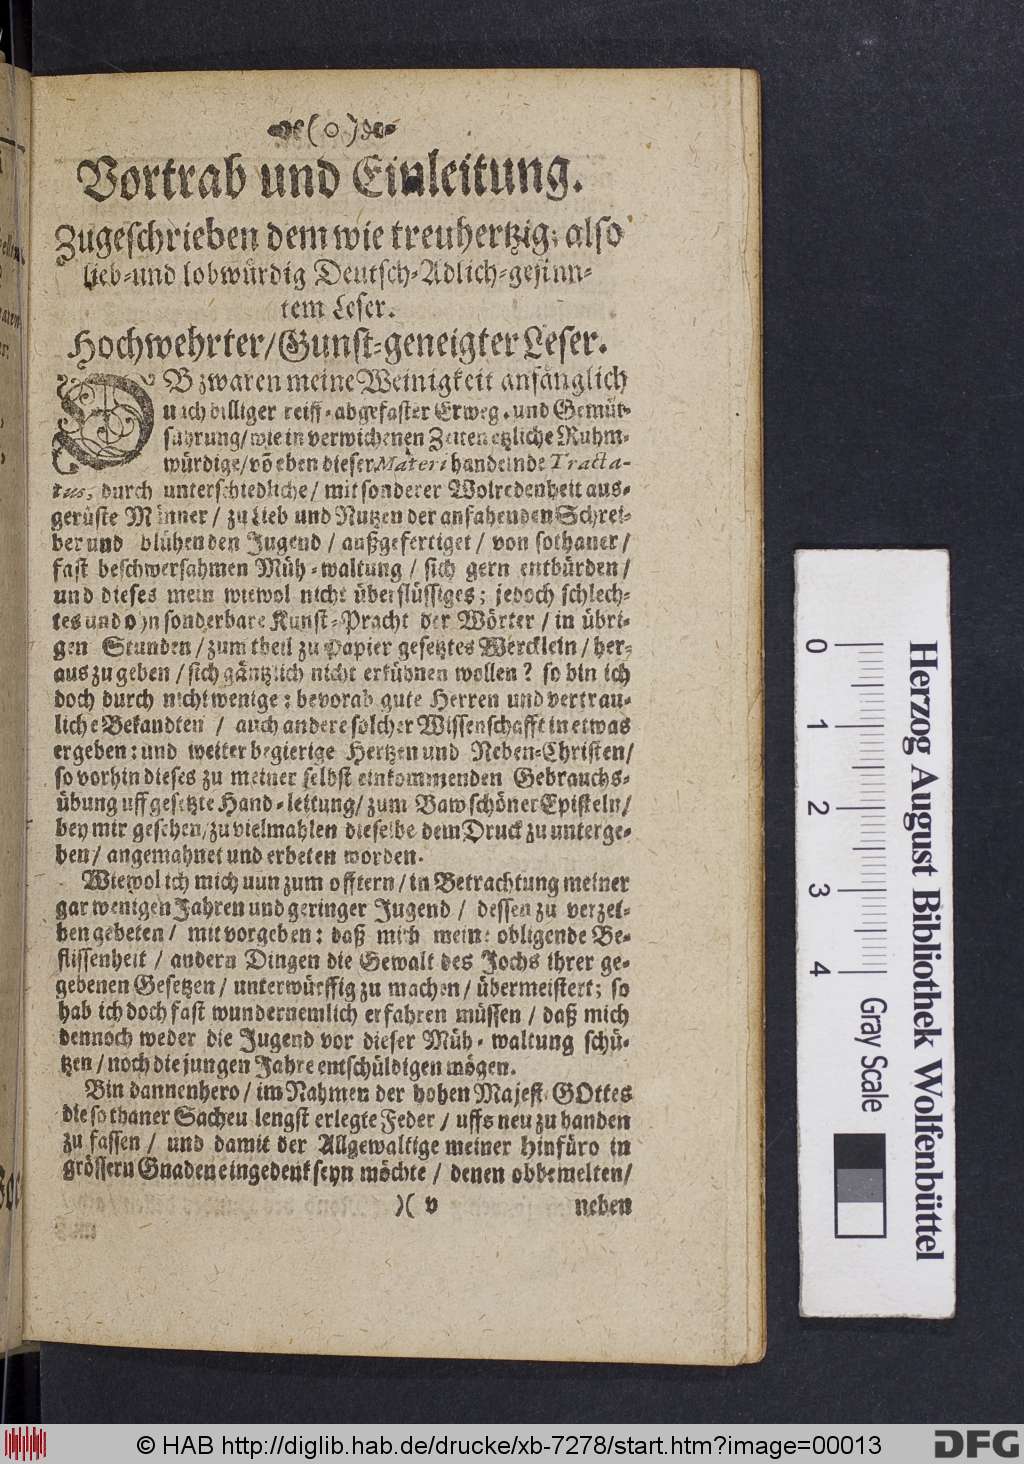 (o)
Vortrab und Einleitung.
Zugeschrieben dem wie treuhertzig; also
lieb-und lobwürdig Deutsch-Adlich-gesinn-
tem Leser.
Hochwehrter/Gunst-geneigter Leser.
OB zwaren meine Wenigkeit anfänglich
nach billiger reiff-abgefaster Erweg- und Gemüt-
führung/wie in verwichenen Zeiten etzliche Ruhm-
würdige/vō eben dieser Materi handelnde Tracta-
tus, durch unterschiedliche/ mit sonderer Wolredenheit aus-
gerüste Männer/ zu Lieb und Nutzen der anfahenden Schrei-
ber und blühenden Jugend/ außgefertiget/ von sothaner/
fast beschwersahmen Müh-waltung/ sich gern entbürden/
und dieses mein wiewol nicht überflüssiges; jedoch schlech-
tes und ohn sonderbare Kunst-Pracht der Wörter/ in übri-
gen Stunden/ zum theil zu Papier gesetztes Wercklein/ her-
aus zu geben/ sich gäntzlich nicht erkühnen wollen? so bin ich
doch durch nicht wenige: bevorab gute Herren und vertrau-
liche Bekandten/ auch andere solcher Wissenschafft in etwas
ergeben: und weiter begierige Hertzen und Neben-Christen/
so vorhin dieses zu meiner selbst einkommenden Gebrauchs-
übung uffgesetzte Hand-leitung/ zum Baw schöner Episteln/
bey mir gesehen/zu vielmahlen dieselbe dem Druck zu unterge-
ben/ angemahnet und erbeten worden.
Wiewol ich mich nun zum offtern/ in Betrachtung meiner
gar wenigen Jahren und geringer Jugend/ dessen zu verzei-
hen gebeten/ mit vorgeben: daß mich meine obligende Be-
flissenheit/ andern Dingen die Gewalt des Jochs ihrer ge-
gebenen Gesetzen/ unterwürffig zu machen/ übermeistert; so
hab ich doch fast wundernemlich erfahren müssen/ daß mich
dennoch weder die Jugend vor dieser Müh-waltung schü-
tzen/ noch die jungen Jahre entschüldigen mögen.
Bin dannenhero/ im Nahmen der hohen Majest. GOttes
die so thaner Sachen lengst erlegte Feder/ uffs neu zu handen
zu fassen/ und damit der Allgewaltige meiner hinfüro in
grössern Gnaden eingedenk seyn möchte/ denen obbemelten/
)( v neben
0 1 2 3 4
Herzog August Bibliothek Wolfenbüttel
Gray Scale
© HAB http://diglib.hab.de/drucke/xb-7278/start.htm?image=00013
DFG